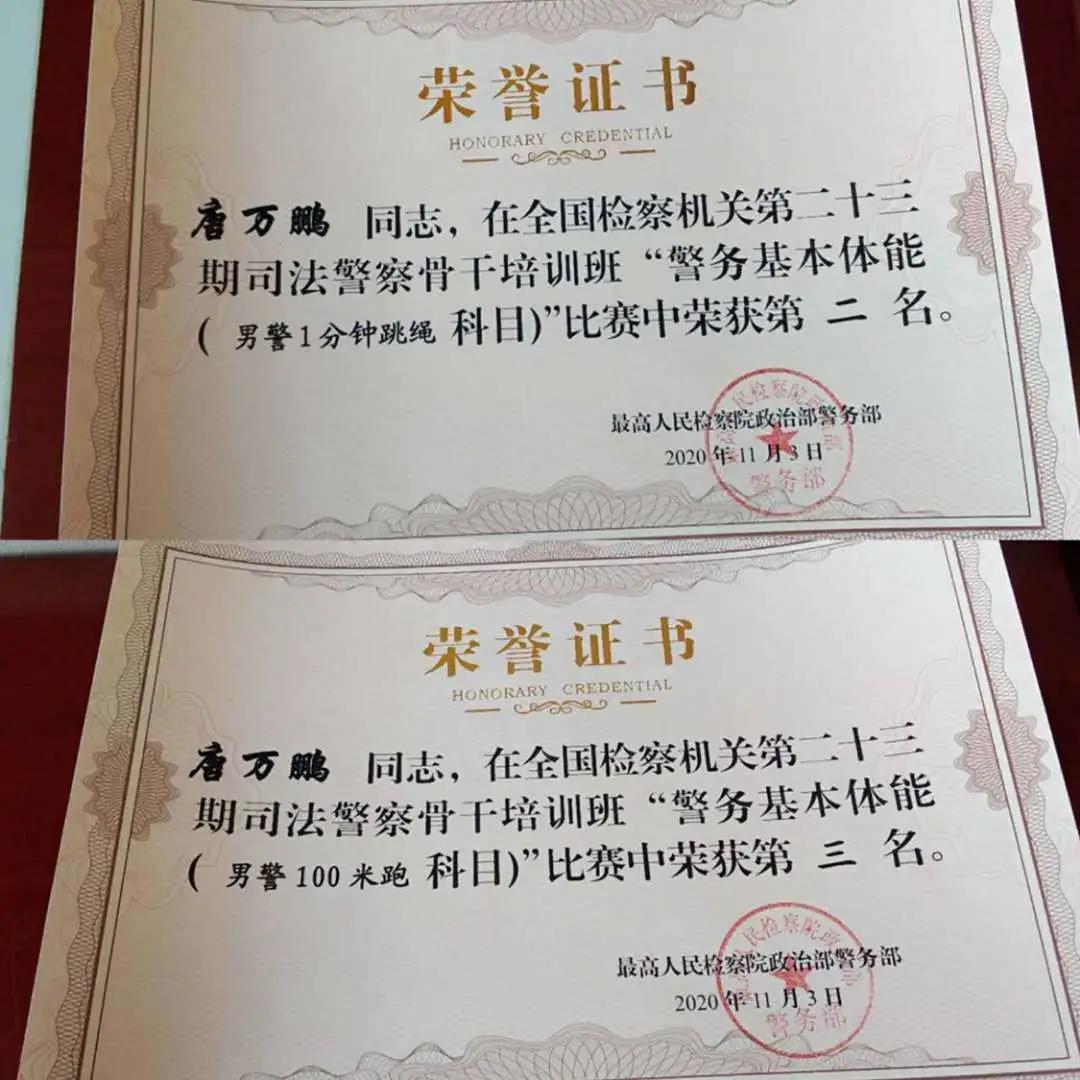 荣誉证书
HONORARY CREDENTIAL
唐万鹏 同志，在全国检察机关第二十三
期司法警察骨干培训班“警务基本体能
( 男警1分钟跳绳 科目)”比赛中荣获第 二 名。
最高人民检察院政治部警务部
2020年11月3日
警务部
荣誉证书
HONORARY CREDENTIAL
唐万鹏 同志，在全国检察机关第二十三
期司法警察骨干培训班“警务基本体能
( 男警100米跑 科目)”比赛中荣获第 三 名。
最高人民检察院政治部警务部
2020年11月3日
警务部